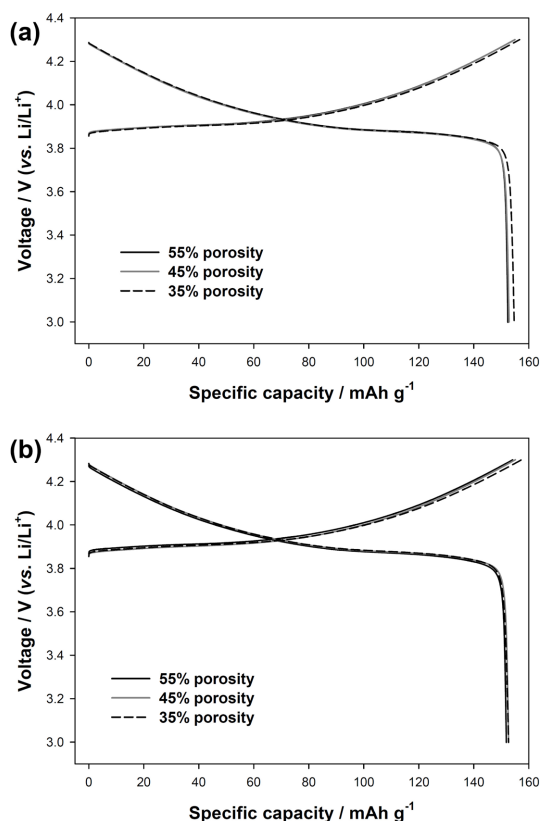 (a)
4.4
4.2
4.0
3.8
3.6
3.4
3.2
3.0
Voltage / V (vs. Li/Li⁺)
55% porosity
45% porosity
35% porosity
0 20 40 60 80 100 120 140 160
Specific capacity / mAh g⁻¹
(b)
4.4
4.2
4.0
3.8
3.6
3.4
3.2
3.0
Voltage / V (vs. Li/Li⁺)
55% porosity
45% porosity
35% porosity
0 20 40 60 80 100 120 140 160
Specific capacity / mAh g⁻¹